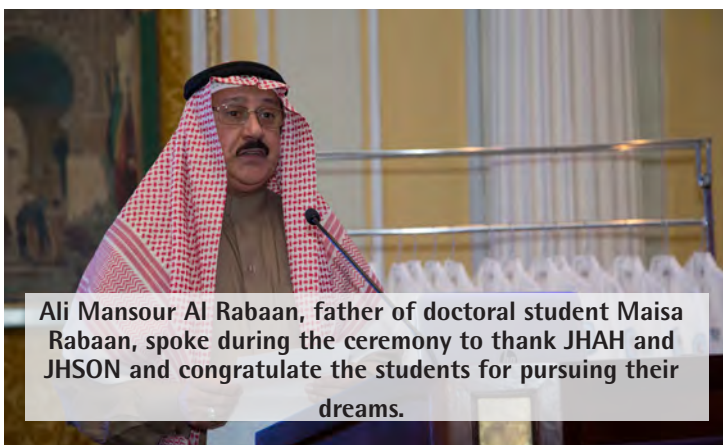 Ali Mansour Al Rabaan, father of doctoral student Maisa
Rabaan, spoke during the ceremony to thank JHAH and
JHSON and congratulate the students for pursuing their
dreams.